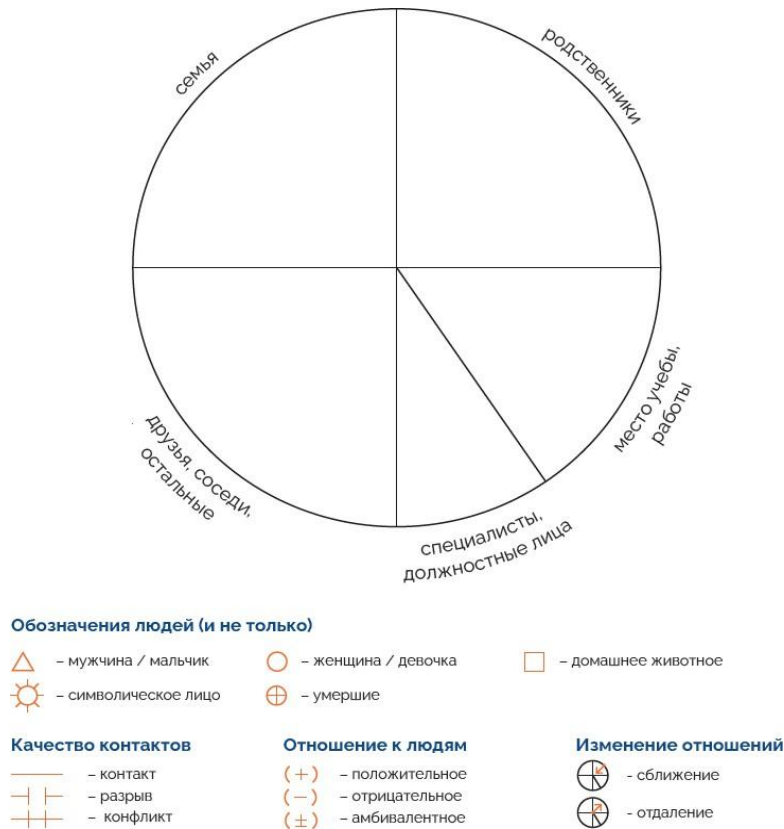 семья
родственники
место учебы,
работы
друзья, соседи,
остальные
специалисты,
должностные лица
Обозначения людей (и не только)
– мужчина / мальчик
– женщина / девочка
– домашнее животное
– символическое лицо
– умершие
Качество контактов
– контакт
– разрыв
– конфликт
Отношение к людям
(+) – положительное
(–) – отрицательное
(±) – амбивалентное
Изменение отношений
- сближение
- отдаление